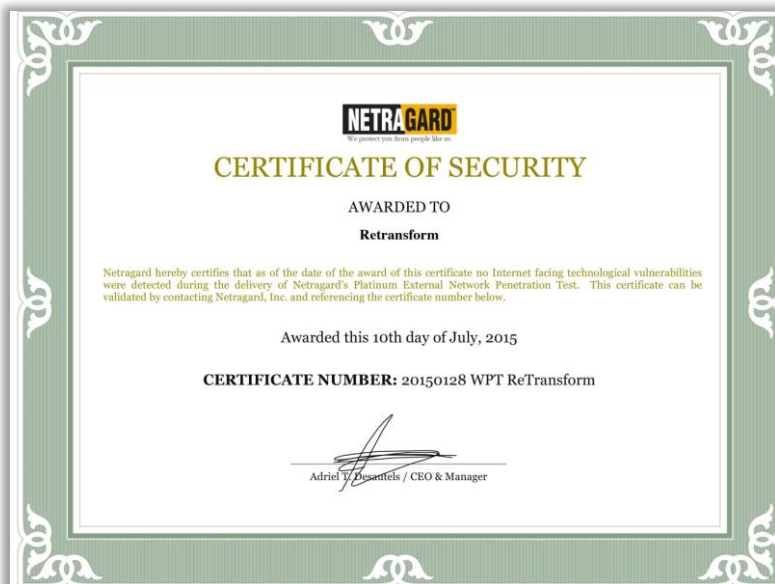 NETRAGARD
We protect you from people like us.
CERTIFICATE OF SECURITY
AWARDED TO
Retransform
Netragard hereby certifies that as of the date of the award of this certificate no Internet facing technological vulnerabilities
were detected during the delivery of Netragard's Platinum External Network Penetration Test. This certificate can be
validated by contacting Netragard, Inc. and referencing the certificate number below.
Awarded this 10th day of July, 2015
CERTIFICATE NUMBER: 20150128 WPT ReTransform
Adriel T. Desautels / CEO & Manager